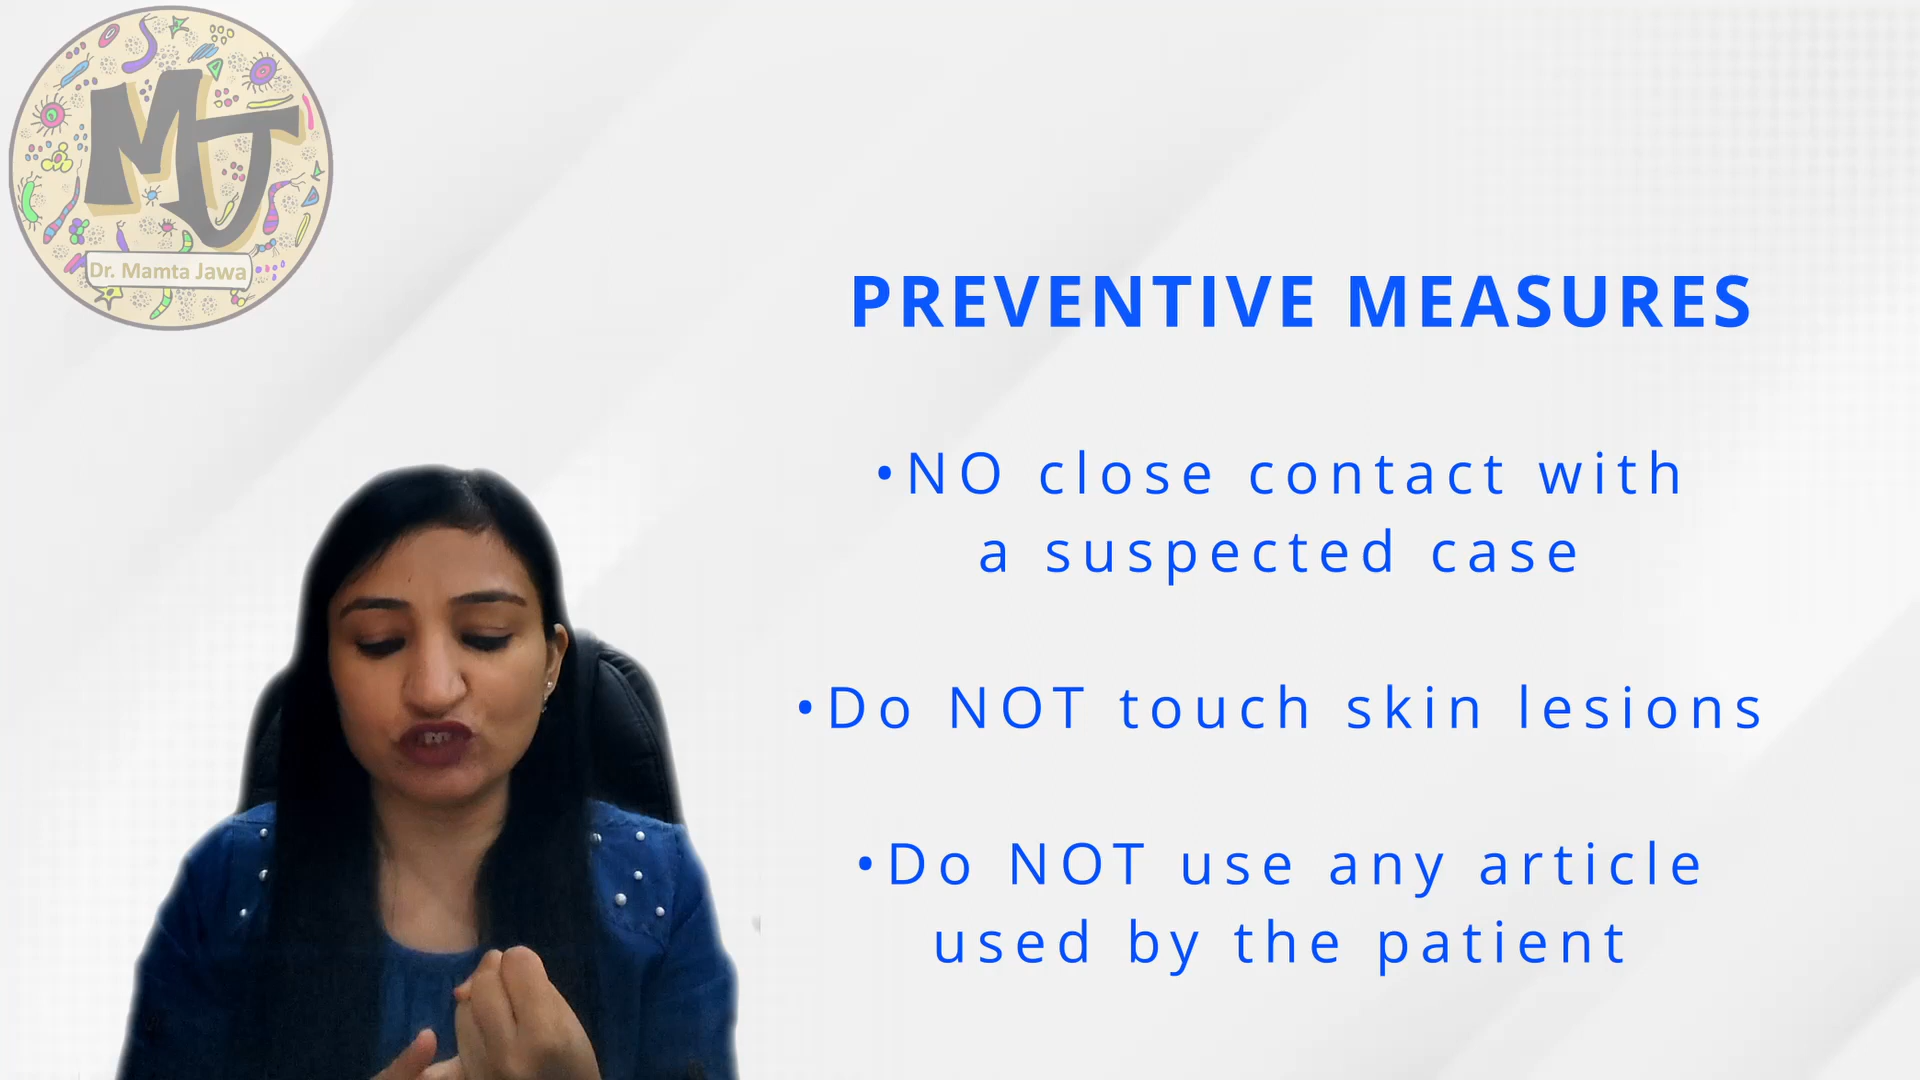 MJ
Dr. Mamta Jawa
PREVENTIVE MEASURES
•NO close contact with
a suspected case
•Do NOT touch skin lesions
•Do NOT use any article
used by the patient